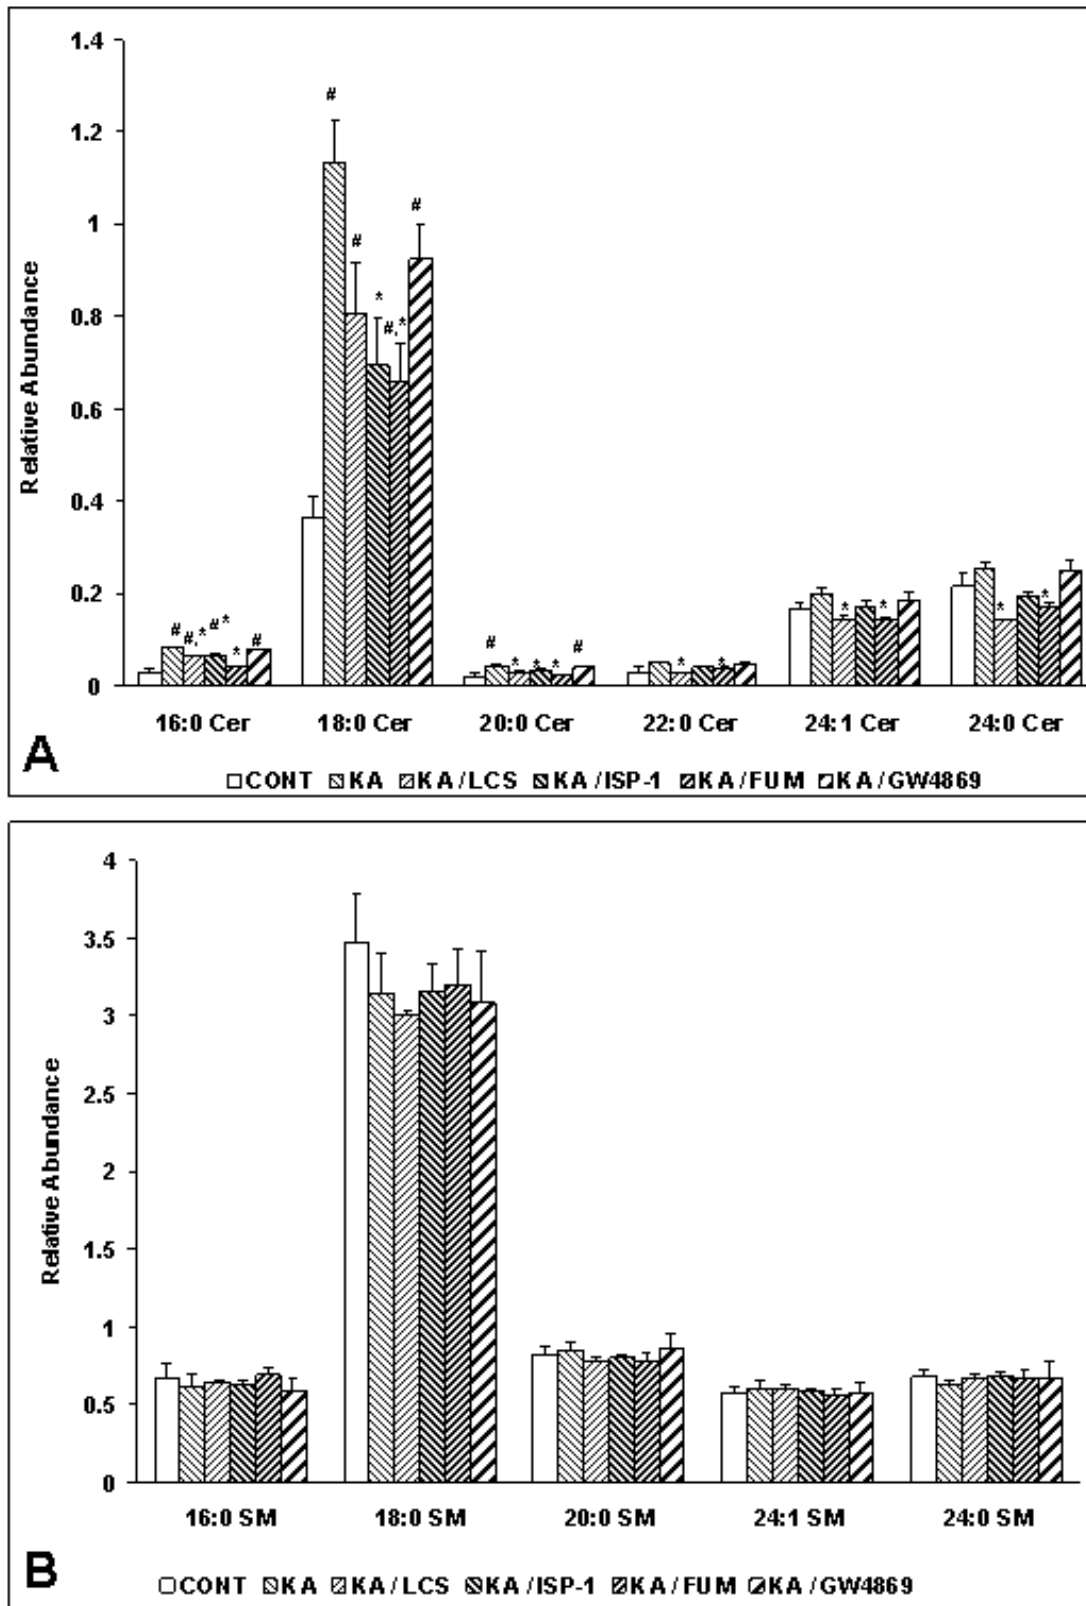 1.4
#
1.2
#
1
#
0.8
*
#,*
Relative Abundance
0.6
0.4
0.2
# #,* #* * #
# * * * #
*
* *
* *
0
16:0 Cer 18:0 Cer 20:0 Cer 22:0 Cer 24:1 Cer 24:0 Cer
A
CONT KA KA/LCS KA/ISP-1 KA/FUM KA/GW4869
4
3.5
3
2.5
Relative Abundance
2
1.5
1
0.5
0
16:0 SM 18:0 SM 20:0 SM 24:1 SM 24:0 SM
B
CONT KA KA/LCS KA/ISP-1 KA/FUM KA/GW4869